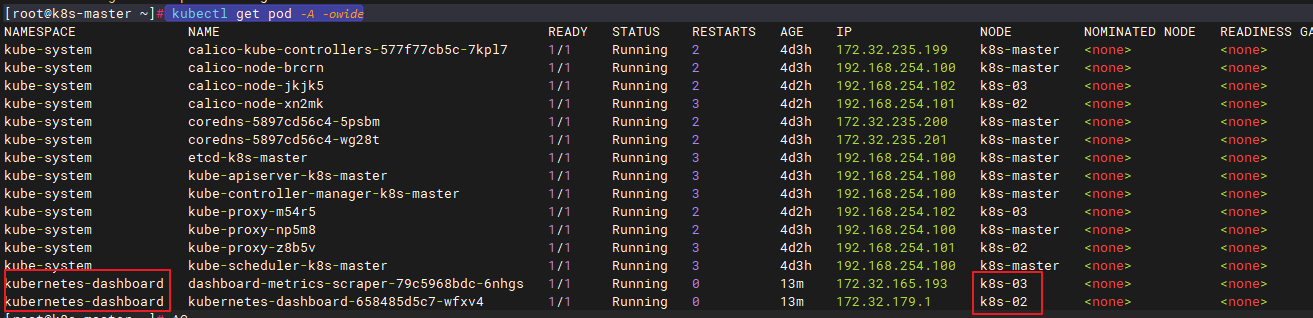 [root@k8s-master ~]# kubectl get pod -A -owide
NAMESPACE NAME READY STATUS RESTARTS AGE IP NODE NOMINATED NODE READINESS GA
kube-system calico-kube-controllers-577f77cb5c-7kpl7 1/1 Running 2 4d3h 172.32.235.199 k8s-master <none> <none>
kube-system calico-node-brcrn 1/1 Running 2 4d3h 192.168.254.100 k8s-master <none> <none>
kube-system calico-node-jkjk5 1/1 Running 2 4d2h 192.168.254.102 k8s-03 <none> <none>
kube-system calico-node-xn2mk 1/1 Running 3 4d2h 192.168.254.101 k8s-02 <none> <none>
kube-system coredns-5897cd56c4-5psbm 1/1 Running 2 4d3h 172.32.235.200 k8s-master <none> <none>
kube-system coredns-5897cd56c4-wg28t 1/1 Running 2 4d3h 172.32.235.201 k8s-master <none> <none>
kube-system etcd-k8s-master 1/1 Running 3 4d3h 192.168.254.100 k8s-master <none> <none>
kube-system kube-apiserver-k8s-master 1/1 Running 3 4d3h 192.168.254.100 k8s-master <none> <none>
kube-system kube-controller-manager-k8s-master 1/1 Running 3 4d3h 192.168.254.100 k8s-master <none> <none>
kube-system kube-proxy-m54r5 1/1 Running 2 4d2h 192.168.254.102 k8s-03 <none> <none>
kube-system kube-proxy-np5m8 1/1 Running 2 4d3h 192.168.254.100 k8s-master <none> <none>
kube-system kube-proxy-z8b5v 1/1 Running 3 4d2h 192.168.254.101 k8s-02 <none> <none>
kube-system kube-scheduler-k8s-master 1/1 Running 3 4d3h 192.168.254.100 k8s-master <none> <none>
kubernetes-dashboard dashboard-metrics-scraper-79c5968bdc-6nhgs 1/1 Running 0 13m 172.32.165.193 k8s-03 <none> <none>
kubernetes-dashboard kubernetes-dashboard-658485d5c7-wfxv4 1/1 Running 0 13m 172.32.179.1 k8s-02 <none> <none>